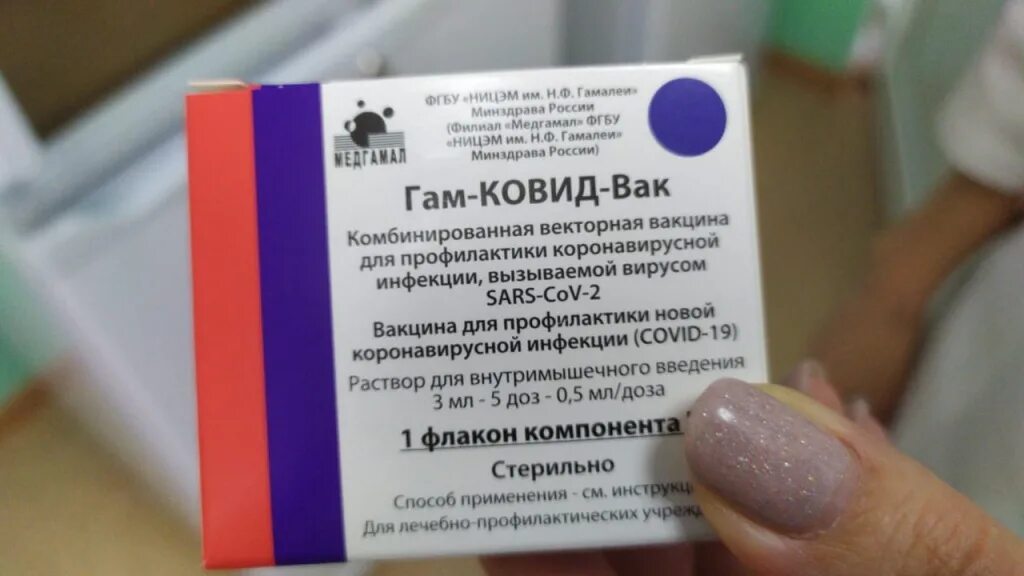 ФГБУ «НИЦЭМ им. Н.Ф. Гамалеи»
Минздрава России
(Филиал «Медгамал» ФГБУ
«НИЦЭМ им. Н.Ф. Гамалеи»
Минздрава России)
МЕДГАМАЛ
Гам-КОВИД-Вак
Комбинированная векторная вакцина
для профилактики коронавирусной
инфекции, вызываемой вирусом
SARS-CoV-2
Вакцина для профилактики новой
коронавирусной инфекции (COVID-19)
Раствор для внутримышечного введения
3 мл - 5 доз - 0,5 мл/доза
1 флакон компонента
Стерильно
Способ применения - см.
Для лечебно-профилактических